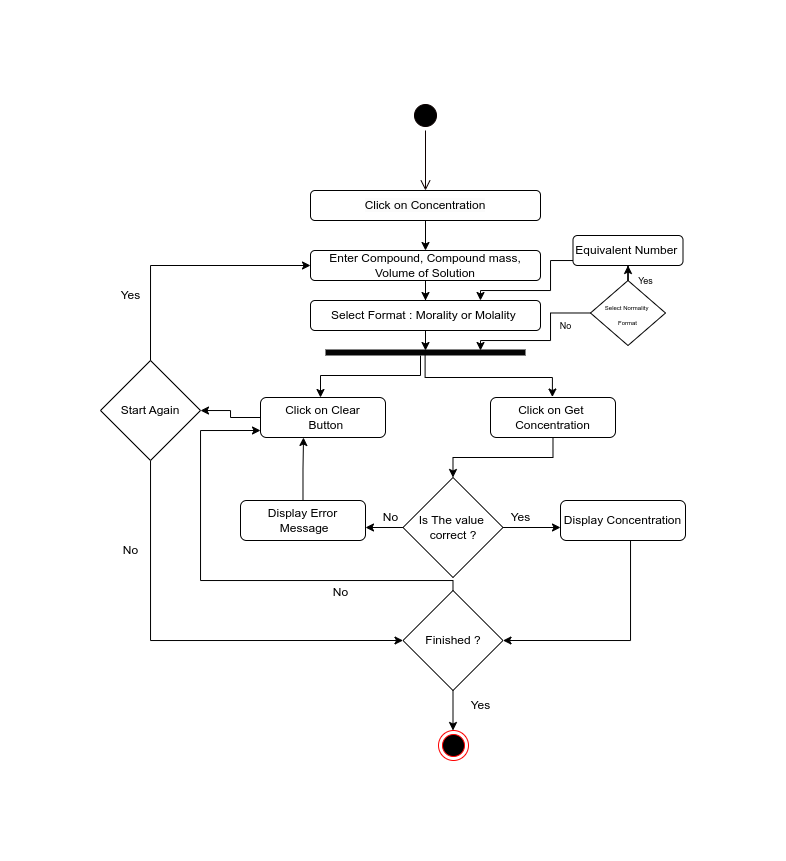 Click on Concentration
Enter Compound, Compound mass,
Volume of Solution
Equivalent Number
Yes
Select Normality
Format
No
Select Format : Morality or Molality
Yes
Start Again
Click on Clear
Button
Click on Get
Concentration
Display Error
Message
No
Is The value
correct ?
Yes
Display Concentration
No
No
Finished ?
Yes